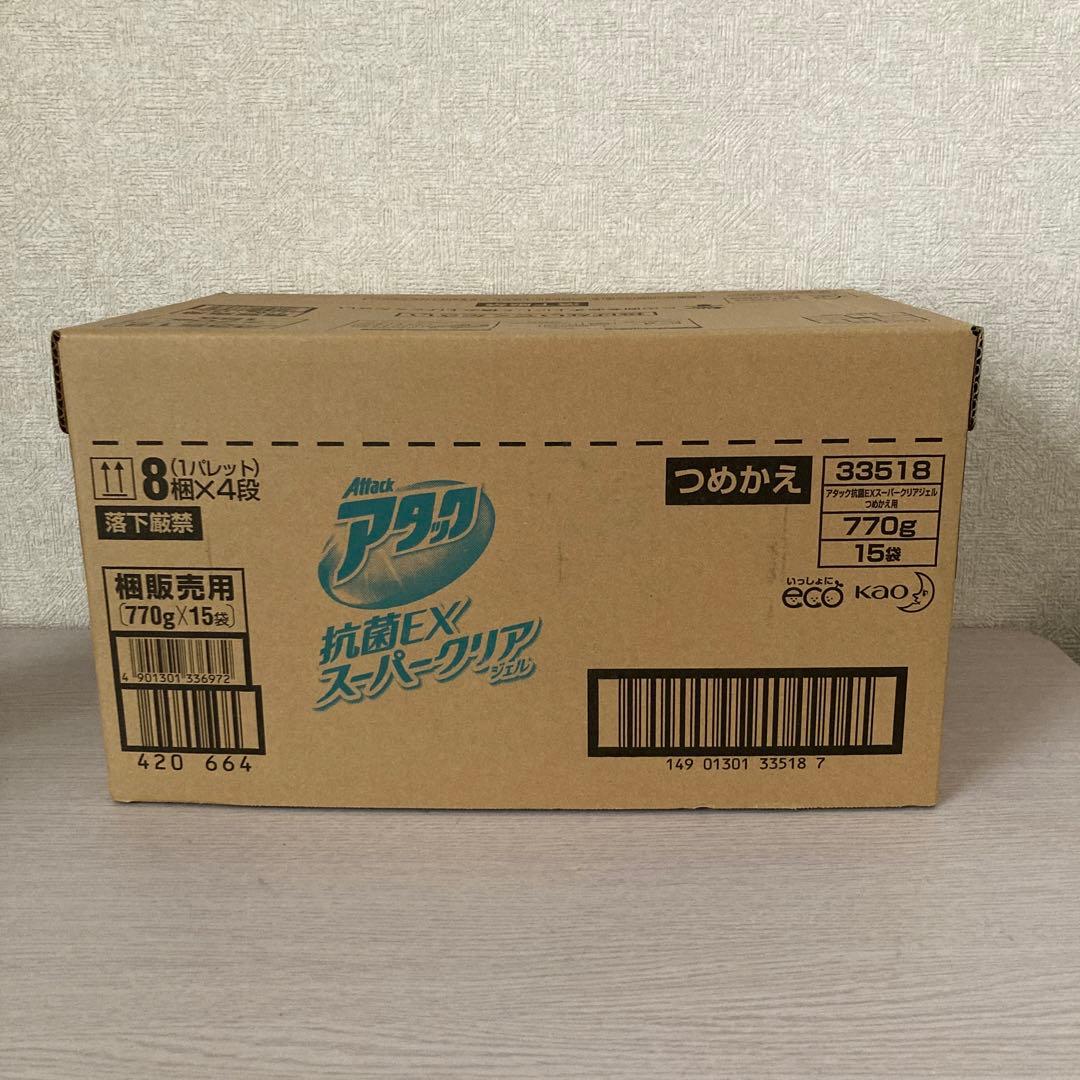 8(1パレット)
梱×4段
落下厳禁
梱販売用
(770g×15袋)
4 901301 336972
420 664
Attack
アタック
抗菌EX
スーパークリア
ジェル
つめかえ
33518
アタック抗菌EXスーパークリアジェル
つめかえ用
770g
15袋
いっしょに
eco
Kao
149 01301 33518 7